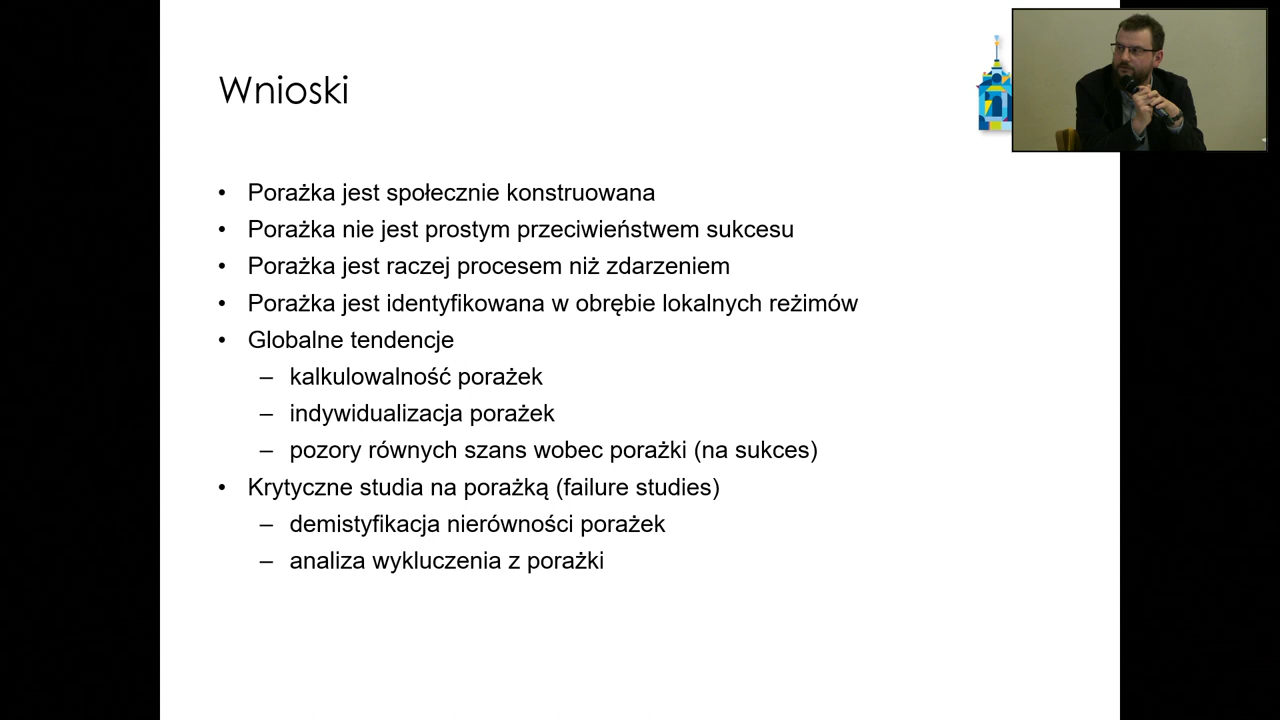 Wnioski
• Porażka jest społecznie konstruowana
• Porażka nie jest prostym przeciwieństwem sukcesu
• Porażka jest raczej procesem niż zdarzeniem
• Porażka jest identyfikowana w obrębie lokalnych reżimów
• Globalne tendencje
– kalkulowalność porażek
– indywidualizacja porażek
– pozory równych szans wobec porażki (na sukces)
• Krytyczne studia na porażką (failure studies)
– demistyfikacja nierówności porażek
– analiza wykluczenia z porażki